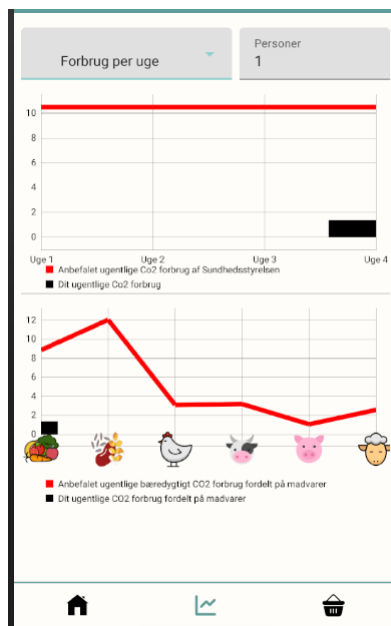 Forbrug per uge
Personer
1
10
8
6
4
2
0
Uge 1 Uge 2 Uge 3 Uge 4
Anbefalet ugentlige Co2 forbrug af Sundhedsstyrelsen
Dit ugentlige Co2 forbrug
12
10
8
6
4
2
0
Anbefalet ugentlige bæredygtigt CO2 forbrug fordelt på madvarer
Dit ugentlige CO2 forbrug fordelt på madvarer